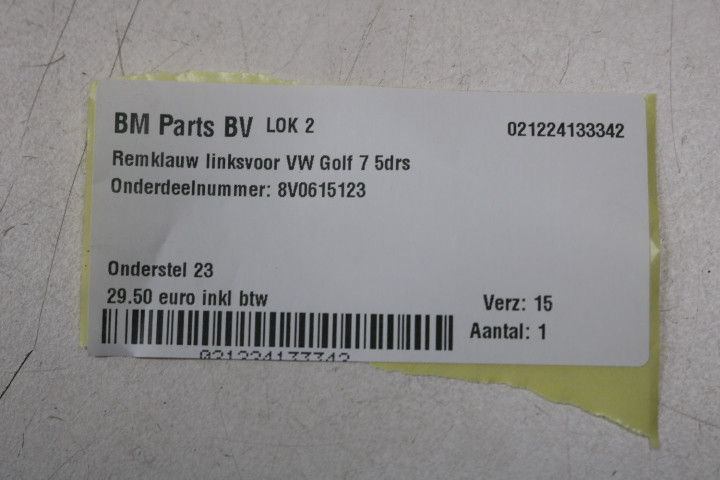 BM Parts BV LOK 2 021224133342
Remklauw linksvoor VW Golf 7 5drs
Onderdeelnummer: 8V0615123
Onderstel 23
29.50 euro inkl btw Verz: 15
Aantal: 1
021224133342